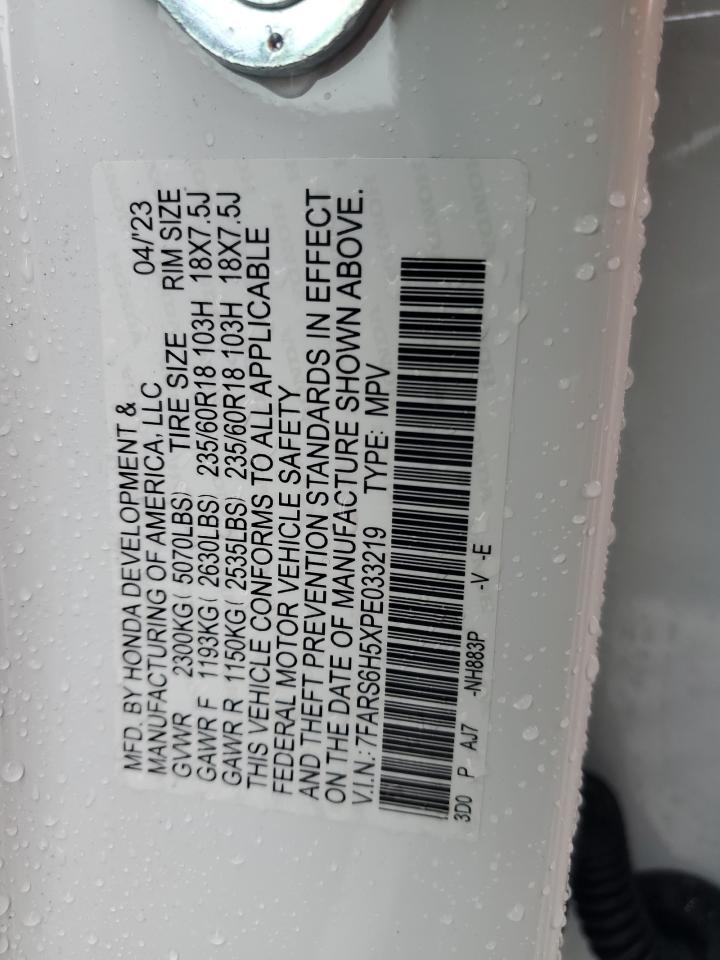 MFD. BY HONDA DEVELOPMENT &
MANUFACTURING OF AMERICA, LLC 04/'23
GVWR 2300KG( 5070LBS) TIRE SIZE RIM SIZE
GAWR F 1193KG( 2630LBS) 235/60R18 103H 18X7.5J
GAWR R 1150KG( 2535LBS) 235/60R18 103H 18X7.5J
THIS VEHICLE CONFORMS TO ALL APPLICABLE
FEDERAL MOTOR VEHICLE SAFETY
AND THEFT PREVENTION STANDARDS IN EFFECT
ON THE DATE OF MANUFACTURE SHOWN ABOVE.
V.I.N.: 7FARS6H5XPE033219 TYPE: MPV
3D0 P AJ7 -NH883P -V -E